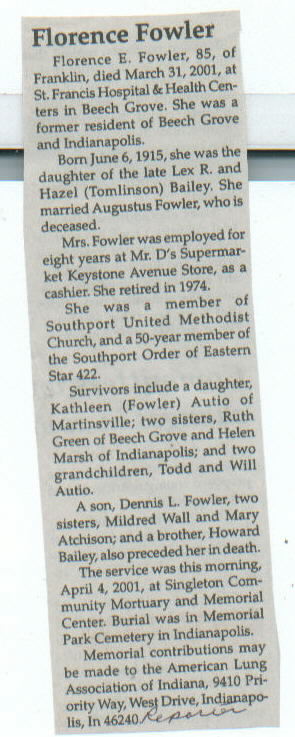 Florence Fowler
Florence E. Fowler, 85, of
Franklin, died March 31, 2001, at
St. Francis Hospital & Health Cen-
ters in Beech Grove. She was a
former resident of Beech Grove
and Indianapolis.
Born June 6, 1915, she was the
daughter of the late Lex R. and
Hazel (Tomlinson) Bailey. She
married Augustus Fowler, who is
deceased.
Mrs. Fowler was employed for
eight years at Mr. D's Supermar-
ket Keystone Avenue Store, as a
cashier. She retired in 1974.
She was a member of
Southport United Methodist
Church, and a 50-year member of
the Southport Order of Eastern
Star 422.
Survivors include a daughter,
Kathleen (Fowler) Autio of
Martinsville; two sisters, Ruth
Green of Beech Grove and Helen
Marsh of Indianapolis; and two
grandchildren, Todd and Will
Autio.
A son, Dennis L. Fowler, two
sisters, Mildred Wall and Mary
Atchison; and a brother, Howard
Bailey, also preceded her in death.
The service was this morning,
April 4, 2001, at Singleton Com-
munity Mortuary and Memorial
Center. Burial was in Memorial
Park Cemetery in Indianapolis.
Memorial contributions may
be made to the American Lung
Association of Indiana, 9410 Pri-
ority Way, West Drive, Indianapo-
lis, In 46240. Reporter